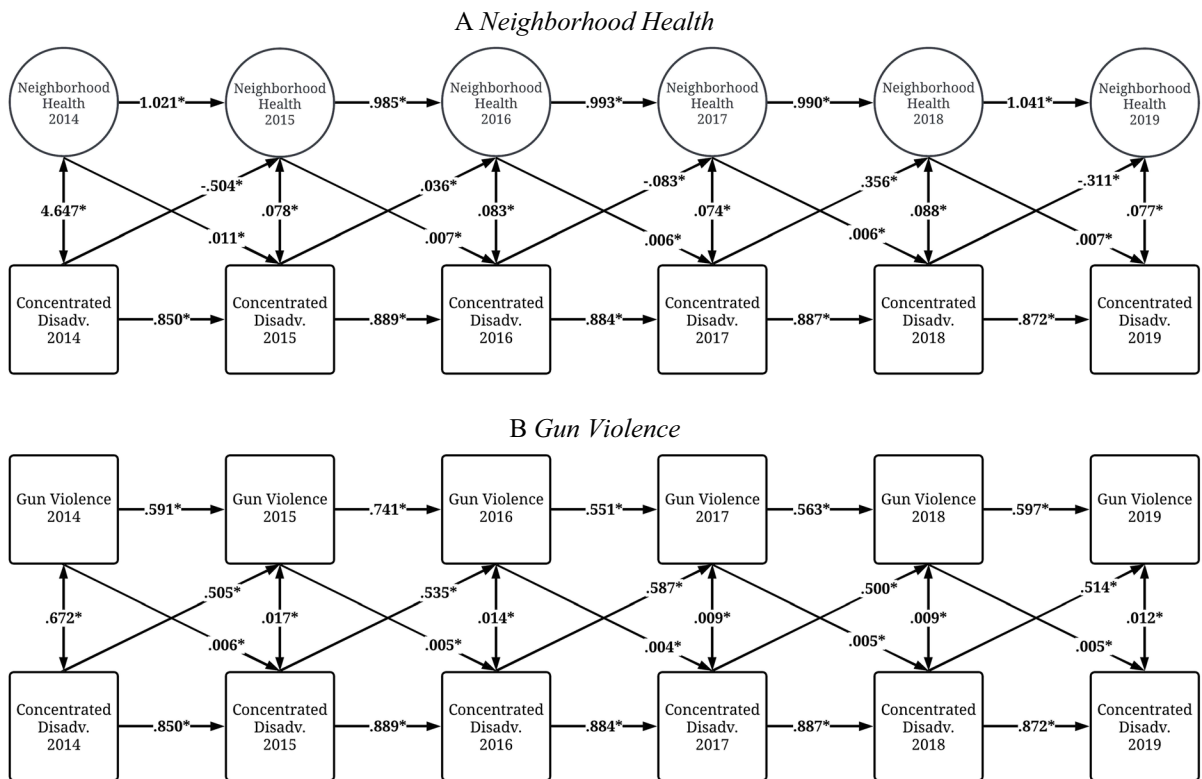 A Neighborhood Health
Neighborhood
Health
2014
1.021*
Neighborhood
Health
2015
.985*
Neighborhood
Health
2016
.993*
Neighborhood
Health
2017
.990*
Neighborhood
Health
2018
1.041*
Neighborhood
Health
2019
4.647*
-.504*
.011*
.078*
.036*
.007*
.083*
-.083*
.006*
.074*
.356*
.006*
.088*
-.311*
.007*
.077*
Concentrated
Disadv.
2014
.850*
Concentrated
Disadv.
2015
.889*
Concentrated
Disadv.
2016
.884*
Concentrated
Disadv.
2017
.887*
Concentrated
Disadv.
2018
.872*
Concentrated
Disadv.
2019
B Gun Violence
Gun Violence
2014
.591*
Gun Violence
2015
.741*
Gun Violence
2016
.551*
Gun Violence
2017
.563*
Gun Violence
2018
.597*
Gun Violence
2019
.672*
.505*
.006*
.017*
.535*
.005*
.014*
.587*
.004*
.009*
.500*
.005*
.009*
.514*
.005*
.012*
Concentrated
Disadv.
2014
.850*
Concentrated
Disadv.
2015
.889*
Concentrated
Disadv.
2016
.884*
Concentrated
Disadv.
2017
.887*
Concentrated
Disadv.
2018
.872*
Concentrated
Disadv.
2019